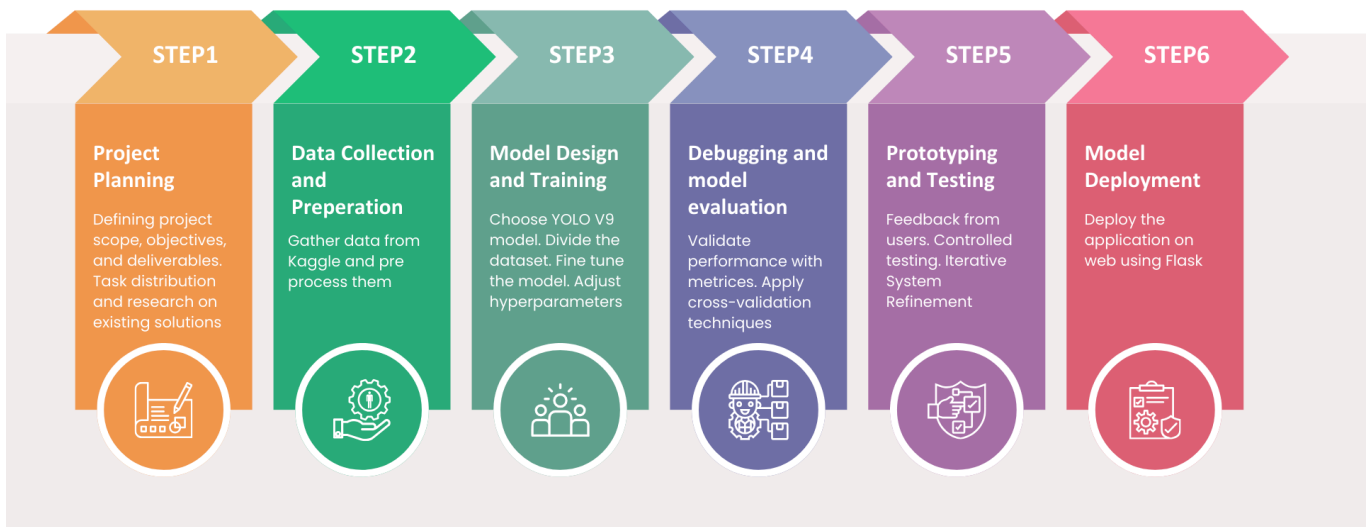 STEP1
Project
Planning
Defining project
scope, objectives,
and deliverables.
Task distribution
and research on
existing solutions
STEP2
Data Collection
and
Preperation
Gather data from
Kaggle and pre
process them
STEP3
Model Design
and Training
Choose YOLO V9
model. Divide the
dataset. Fine tune
the model. Adjust
hyperparameters
STEP4
Debugging and
model
evaluation
Validate
performance with
metrices. Apply
cross-validation
techniques
STEP5
Prototyping
and Testing
Feedback from
users. Controlled
testing. Iterative
System
Refinement
STEP6
Model
Deployment
Deploy the
application on
web using Flask